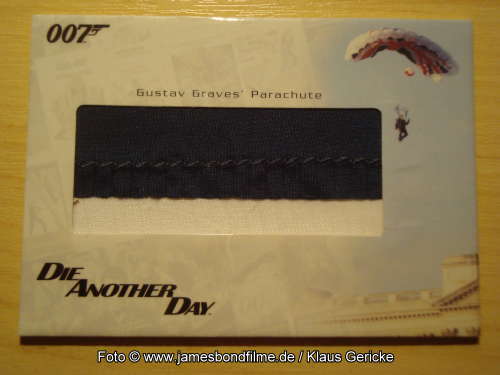 007
Gustav Graves' Parachute
DIE
ANOTHER
DAY
Foto © www.jamesbondfilme.de / Klaus Gericke